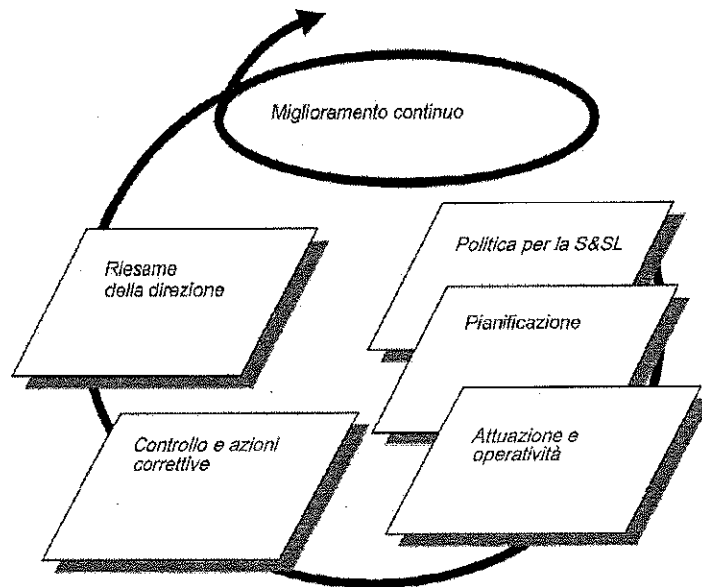 Miglioramento continuo
Politica per la S&SL
Pianificazione
Attuazione e
operatività
Controllo e azioni
correttive
Riesame
della direzione